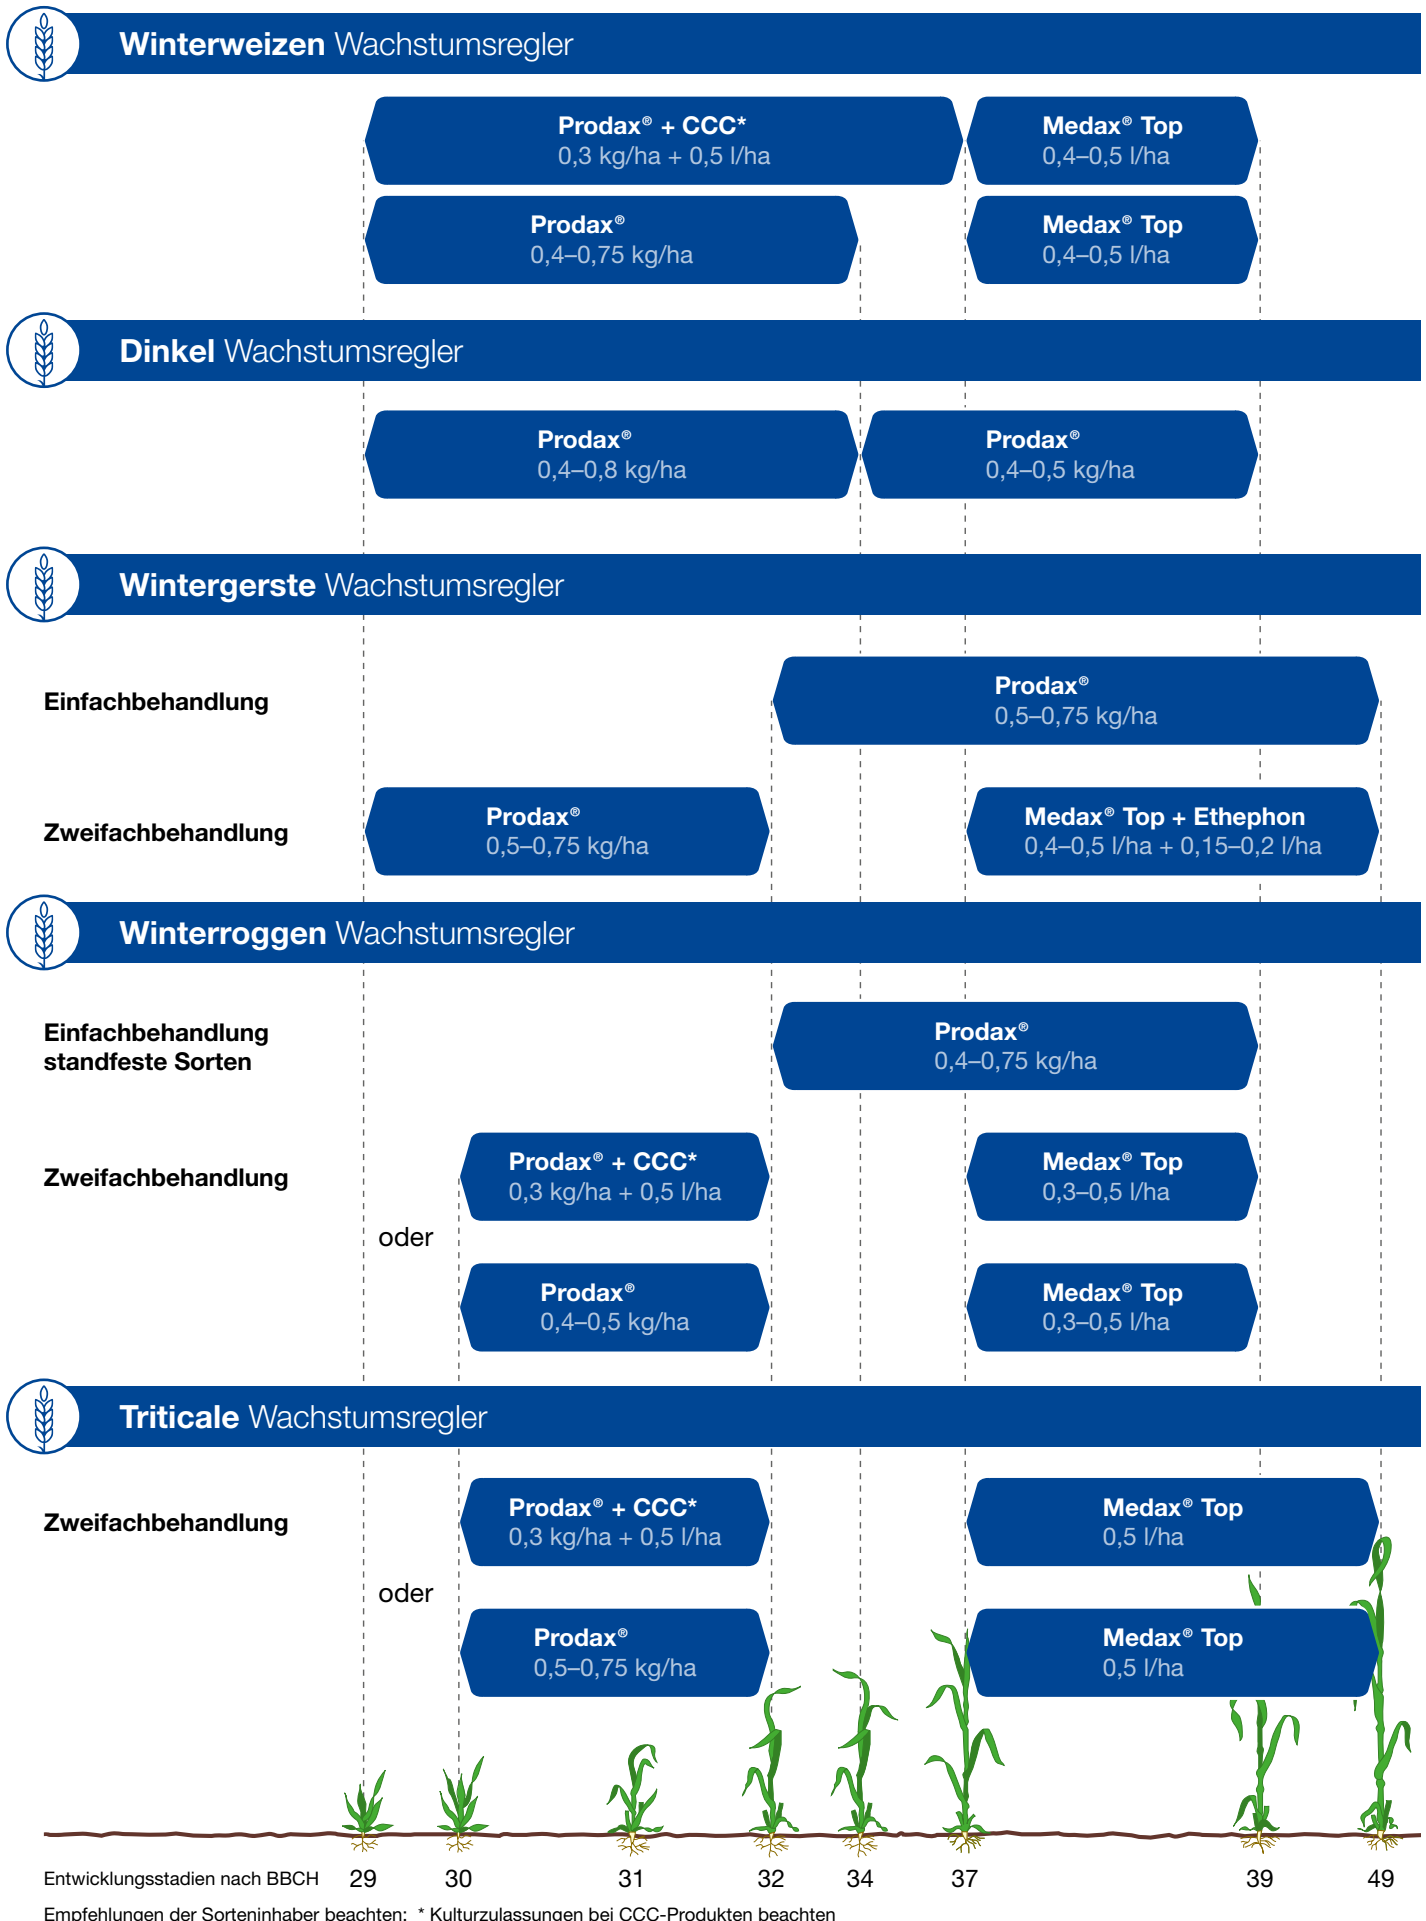 Winterweizen Wachstumsregler
Prodax® + CCC*
0,3 kg/ha + 0,5 l/ha
Medax® Top
0,4–0,5 l/ha
Prodax®
0,4–0,75 kg/ha
Medax® Top
0,4–0,5 l/ha
Dinkel Wachstumsregler
Prodax®
0,4–0,8 kg/ha
Prodax®
0,4–0,5 kg/ha
Wintergerste Wachstumsregler
Einfachbehandlung
Prodax®
0,5–0,75 kg/ha
Zweifachbehandlung
Prodax®
0,5–0,75 kg/ha
Medax® Top + Ethephon
0,4–0,5 l/ha + 0,15–0,2 l/ha
Winterroggen Wachstumsregler
Einfachbehandlung
standfeste Sorten
Prodax®
0,4–0,75 kg/ha
Zweifachbehandlung
Prodax® + CCC*
0,3 kg/ha + 0,5 l/ha
Medax® Top
0,3–0,5 l/ha
oder
Prodax®
0,4–0,5 kg/ha
Medax® Top
0,3–0,5 l/ha
Triticale Wachstumsregler
Zweifachbehandlung
Prodax® + CCC*
0,3 kg/ha + 0,5 l/ha
Medax® Top
0,5 l/ha
oder
Prodax®
0,5–0,75 kg/ha
Medax® Top
0,5 l/ha
Entwicklungsstadien nach BBCH 29 30 31 32 34 37 39 49
Empfehlungen der Sorteninhaber beachten: * Kulturzulassungen bei CCC-Produkten beachten